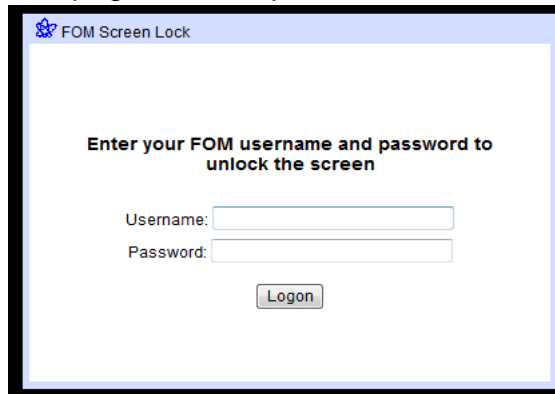 FOM Screen Lock
Enter your FOM username and password to
unlock the screen
Username:
Password:
Logon